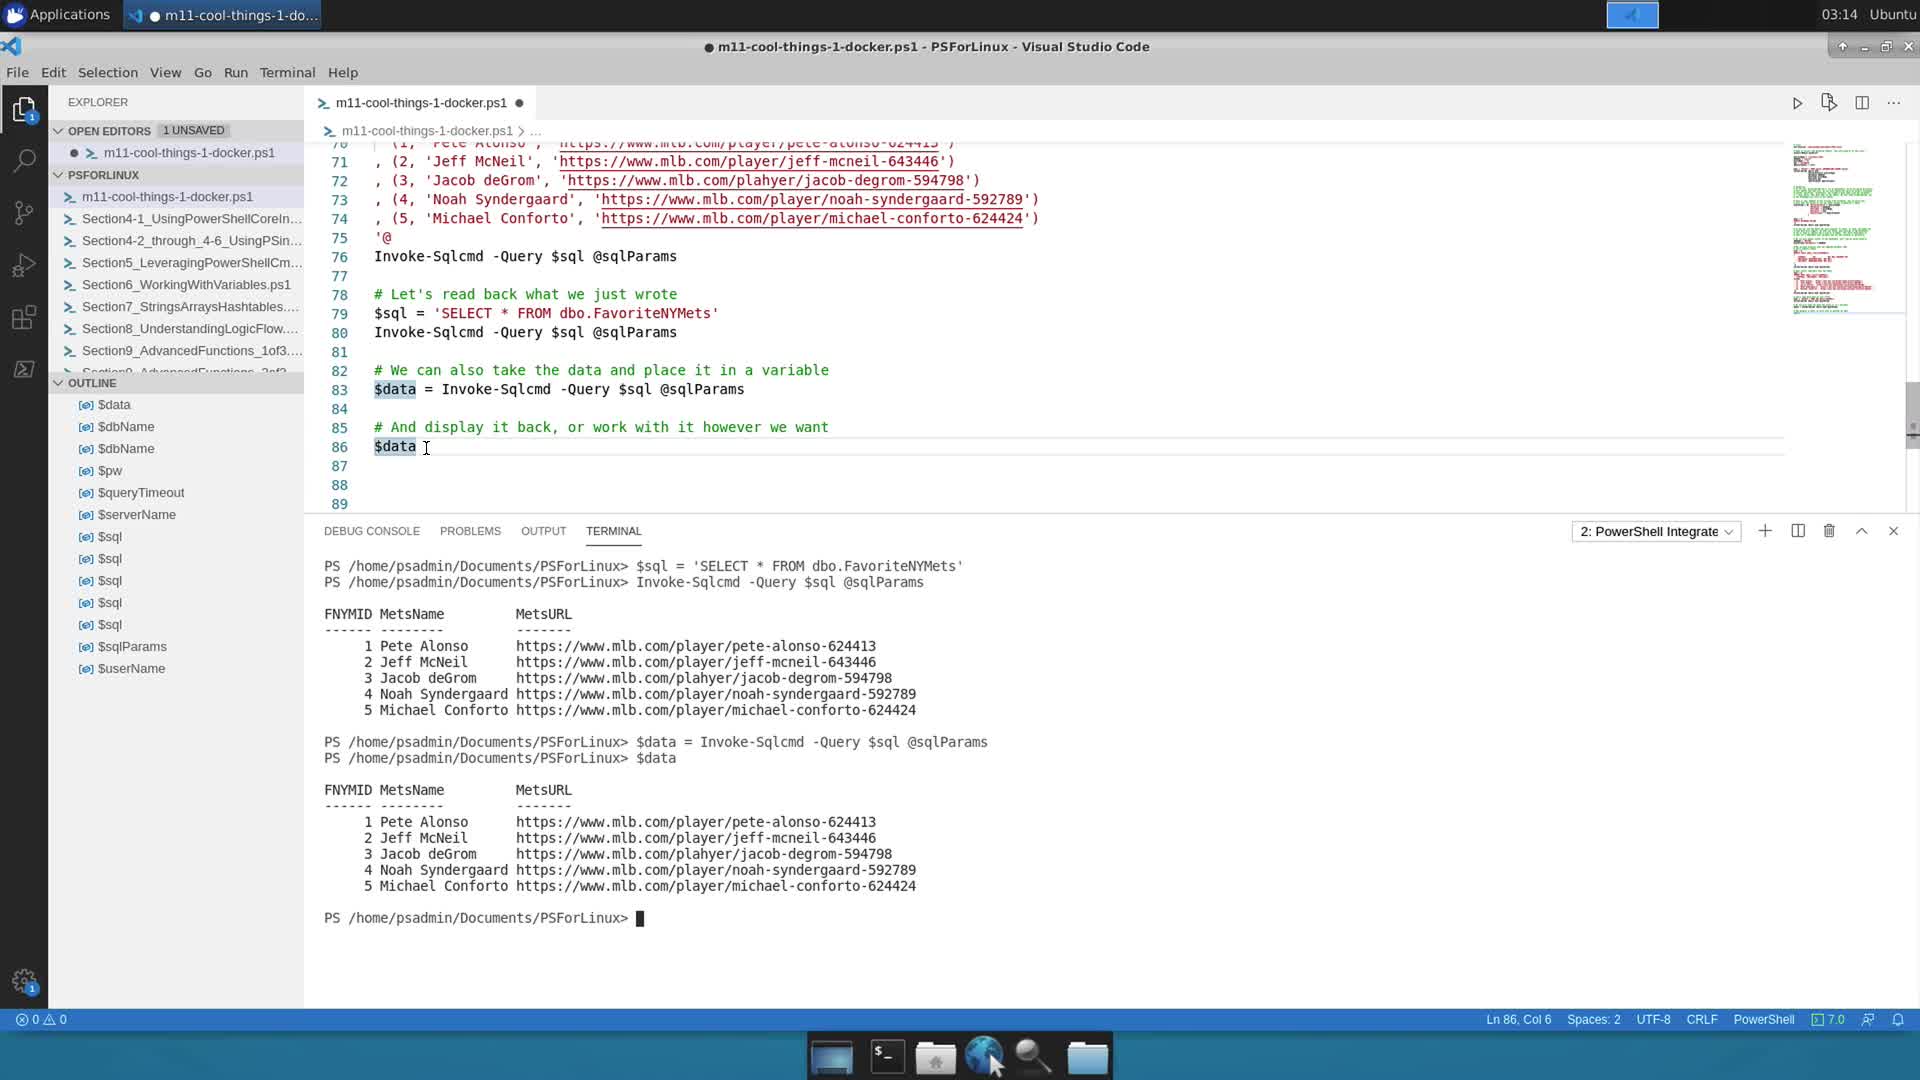 Applications
m11-cool-things-1-do...
03:14 Ubuntu
m11-cool-things-1-docker.ps1 - PSForLinux - Visual Studio Code
File Edit Selection View Go Run Terminal Help
EXPLORER
OPEN EDITORS 1 UNSAVED
m11-cool-things-1-docker.ps1
PSFORLINUX
m11-cool-things-1-docker.ps1
Section4-1_UsingPowerShellCoreIn...
Section4-2_through_4-6_UsingPSin...
Section5_LeveragingPowerShellCm...
Section6_WorkingWithVariables.ps1
Section7_StringsArraysHashtables....
Section8_UnderstandingLogicFlow....
Section9_AdvancedFunctions_1of3....
OUTLINE
$data
$dbName
$dbName
$pw
$queryTimeout
$serverName
$sql
$sql
$sql
$sql
$sql
$sqlParams
$userName
m11-cool-things-1-docker.ps1
m11-cool-things-1-docker.ps1 > ...
70 , (1, 'Pete Alonso', 'https://www.mlb.com/player/pete-alonso-624413')
71 , (2, 'Jeff McNeil', 'https://www.mlb.com/player/jeff-mcneil-643446')
72 , (3, 'Jacob deGrom', 'https://www.mlb.com/plahyer/jacob-degrom-594798')
73 , (4, 'Noah Syndergaard', 'https://www.mlb.com/player/noah-syndergaard-592789')
74 , (5, 'Michael Conforto', 'https://www.mlb.com/player/michael-conforto-624424')
75 '@
76 Invoke-Sqlcmd -Query $sql @sqlParams
77
78 # Let's read back what we just wrote
79 $sql = 'SELECT * FROM dbo.FavoriteNYMets'
80 Invoke-Sqlcmd -Query $sql @sqlParams
81
82 # We can also take the data and place it in a variable
83 $data = Invoke-Sqlcmd -Query $sql @sqlParams
84
85 # And display it back, or work with it however we want
86 $data
87
88
89
DEBUG CONSOLE PROBLEMS OUTPUT TERMINAL
2: PowerShell Integrate
PS /home/psadmin/Documents/PSForLinux> $sql = 'SELECT * FROM dbo.FavoriteNYMets'
PS /home/psadmin/Documents/PSForLinux> Invoke-Sqlcmd -Query $sql @sqlParams
FNYMID MetsName MetsURL
------ -------- -------
1 Pete Alonso https://www.mlb.com/player/pete-alonso-624413
2 Jeff McNeil https://www.mlb.com/player/jeff-mcneil-643446
3 Jacob deGrom https://www.mlb.com/plahyer/jacob-degrom-594798
4 Noah Syndergaard https://www.mlb.com/player/noah-syndergaard-592789
5 Michael Conforto https://www.mlb.com/player/michael-conforto-624424
PS /home/psadmin/Documents/PSForLinux> $data = Invoke-Sqlcmd -Query $sql @sqlParams
PS /home/psadmin/Documents/PSForLinux> $data
FNYMID MetsName MetsURL
------ -------- -------
1 Pete Alonso https://www.mlb.com/player/pete-alonso-624413
2 Jeff McNeil https://www.mlb.com/player/jeff-mcneil-643446
3 Jacob deGrom https://www.mlb.com/plahyer/jacob-degrom-594798
4 Noah Syndergaard https://www.mlb.com/player/noah-syndergaard-592789
5 Michael Conforto https://www.mlb.com/player/michael-conforto-624424
PS /home/psadmin/Documents/PSForLinux>
0 0
Ln 86, Col 6 Spaces: 2 UTF-8 CRLF PowerShell 7.0